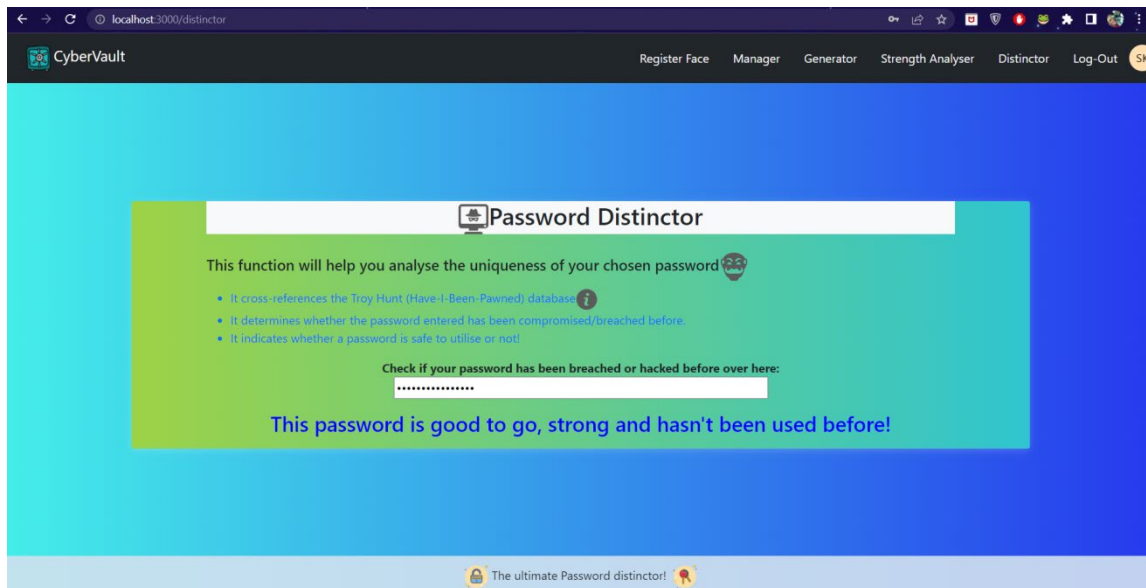 localhost:3000/distinctor
CyberVault
Register Face Manager Generator Strength Analyser Distinctor Log-Out SK
Password Distinctor
This function will help you analyse the uniqueness of your chosen password
It cross-references the Troy Hunt (Have-I-Been-Pawned) database
It determines whether the password entered has been compromised/breached before.
It indicates whether a password is safe to utilise or not!
Check if your password has been breached or hacked before over here:
••••••••••••••••
This password is good to go, strong and hasn't been used before!
The ultimate Password distinctor!